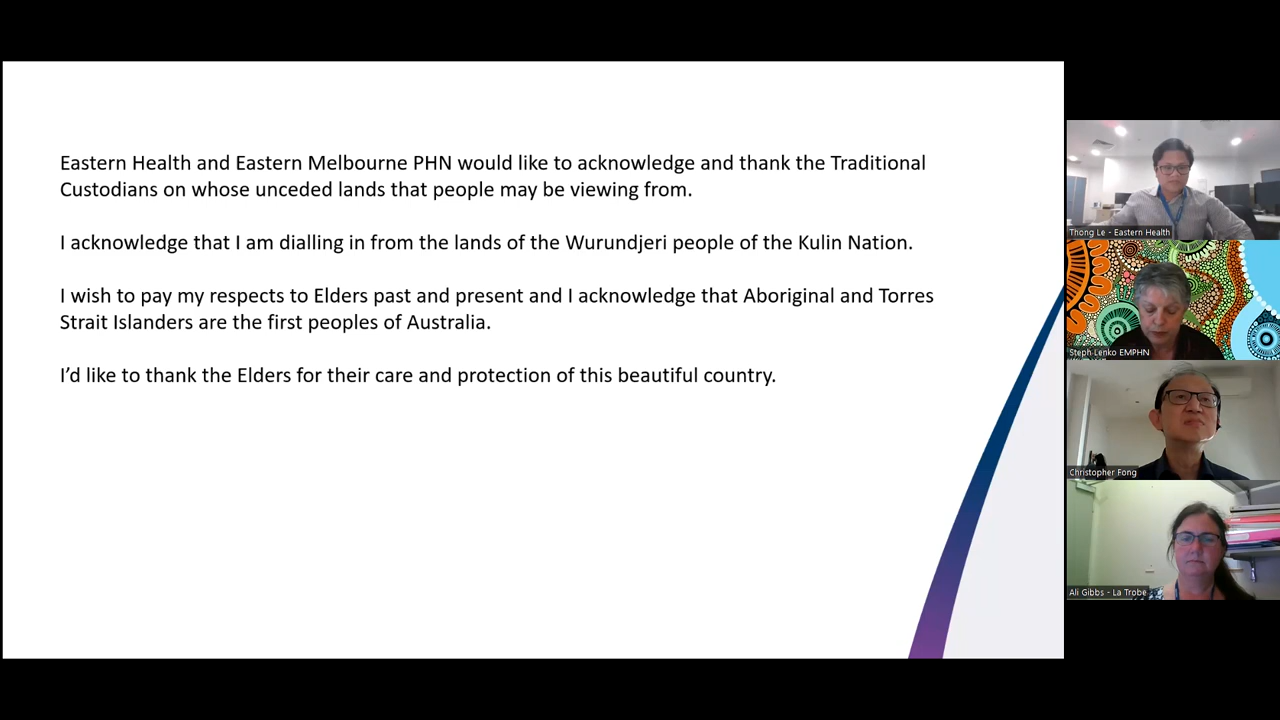 Eastern Health and Eastern Melbourne PHN would like to acknowledge and thank the Traditional
Custodians on whose unceded lands that people may be viewing from.
I acknowledge that I am dialling in from the lands of the Wurundjeri people of the Kulin Nation.
I wish to pay my respects to Elders past and present and I acknowledge that Aboriginal and Torres
Strait Islanders are the first peoples of Australia.
I’d like to thank the Elders for their care and protection of this beautiful country.
Thong Le - Eastern Health
Steph Lenko EMPHN
Christopher Fong
Ali Gibbs - La Trobe